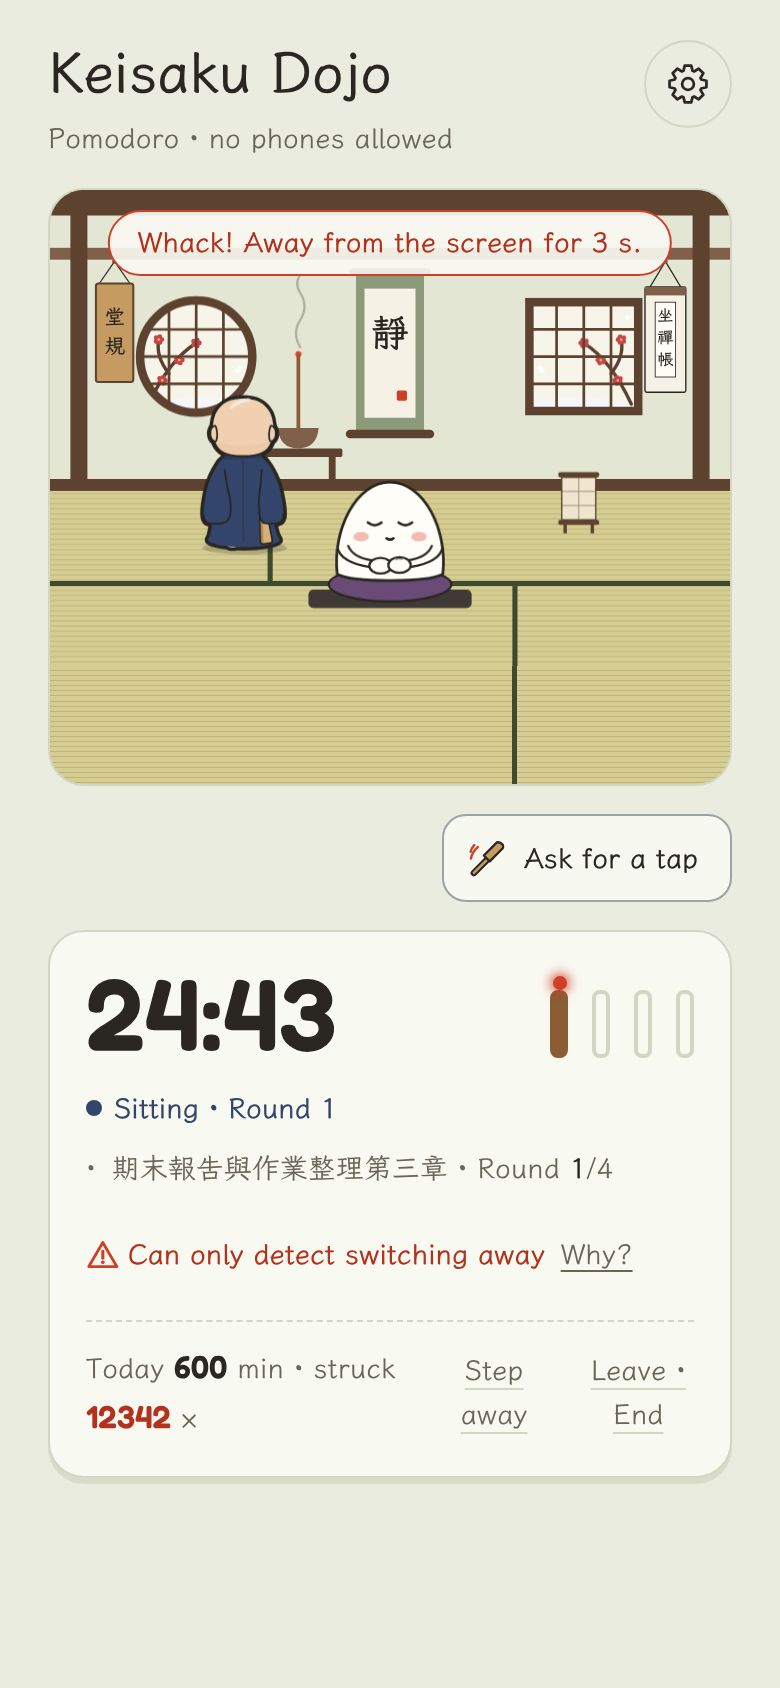 Keisaku Dojo
Pomodoro • no phones allowed
Whack! Away from the screen for 3 s.
堂規
靜
坐禪帳
Ask for a tap
24:43
Sitting • Round 1
• 期末報告與作業整理第三章 • Round 1/4
Can only detect switching away Why?
Today 600 min • struck
12342 ×
Step
away
Leave •
End